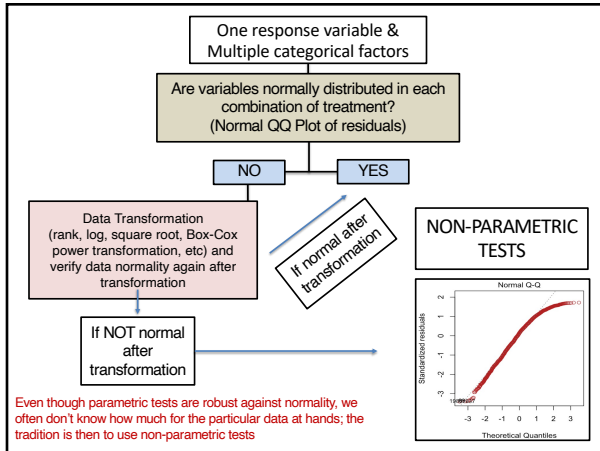 One response variable &
Multiple categorical factors
Are variables normally distributed in each
combination of treatment?
(Normal QQ Plot of residuals)
NO
YES
Data Transformation
(rank, log, square root, Box-Cox
power transformation, etc) and
verify data normality again after
transformation
If normal after
transformation
NON-PARAMETRIC
TESTS
If NOT normal
after
transformation
Normal Q-Q
Standardized residuals
2
1
0
-1
-2
-3
-3 -2 -1 0 1 2 3
Theoretical Quantiles
Even though parametric tests are robust against normality, we
often don't know how much for the particular data at hands; the
tradition is then to use non-parametric tests